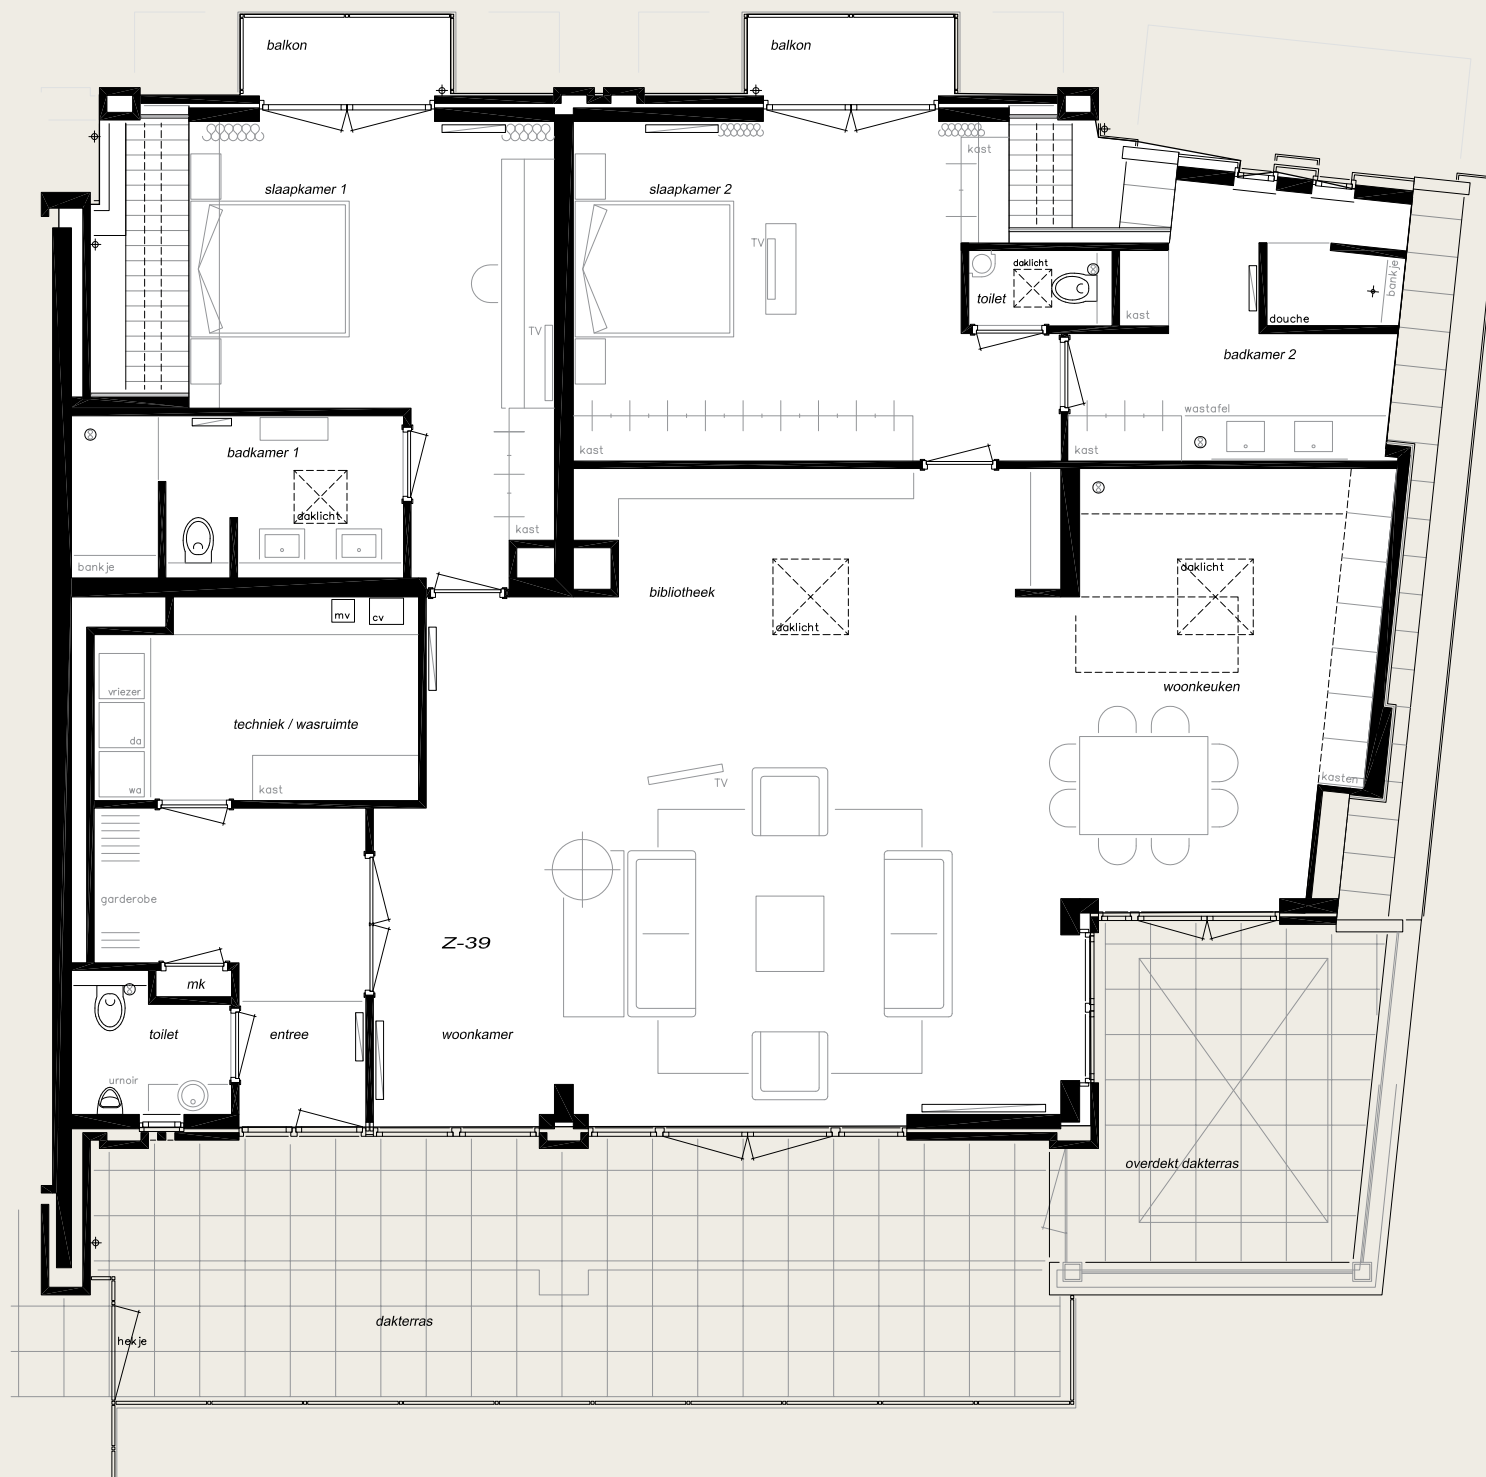 balkon
balkon
kast
slaapkamer 1
slaapkamer 2
TV
daklicht
toilet
bankje
kast
douche
TV
badkamer 2
wastafel
badkamer 1
kast
kast
daklicht
kast
bankje
daklicht
bibliotheek
mv
cv
daklicht
woonkeuken
vriezer
techniek / wasruimte
da
TV
kasten
wa
kast
garderobe
Z-39
mk
toilet
entree
woonkamer
urnoir
overdekt dakterras
dakterras
hekje